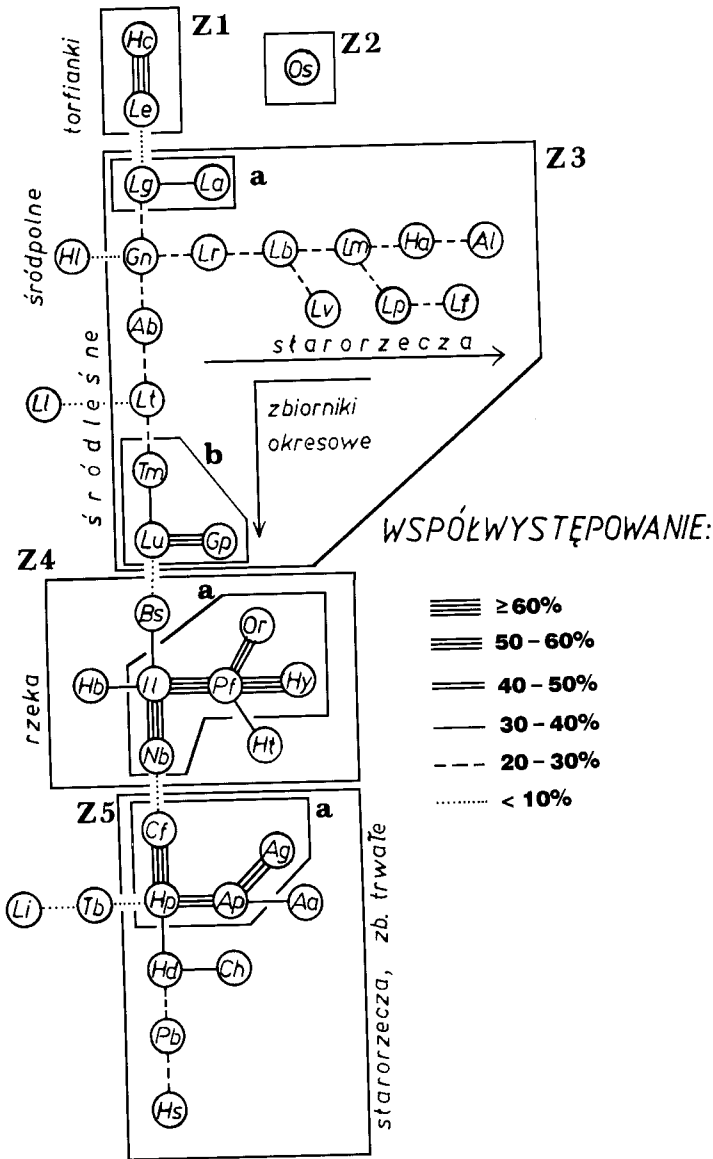 Z1
Hc
Le
torfianki
Z2
Os
Z3
a
Lg
La
śródpolne
Hl
Gn
Lr
Lb
Lm
Ha
Al
Lv
Lp
Lf
Ab
starorzecza
śródleśne
Ll
Lt
zbiorniki
okresowe
b
Tm
Lu
Gp
WSPÓŁWYSTĘPOWANIE:
≥60%
50–60%
40–50%
30–40%
20–30%
<10%
Z4
a
Bs
Or
rzeka
Hb
Il
Pf
Hy
Nb
Ht
Z5
a
Cf
Ag
Li
Tb
Hp
Ap
Aa
Hd
Ch
Pb
Hs
starorzecza, zb. trwałe